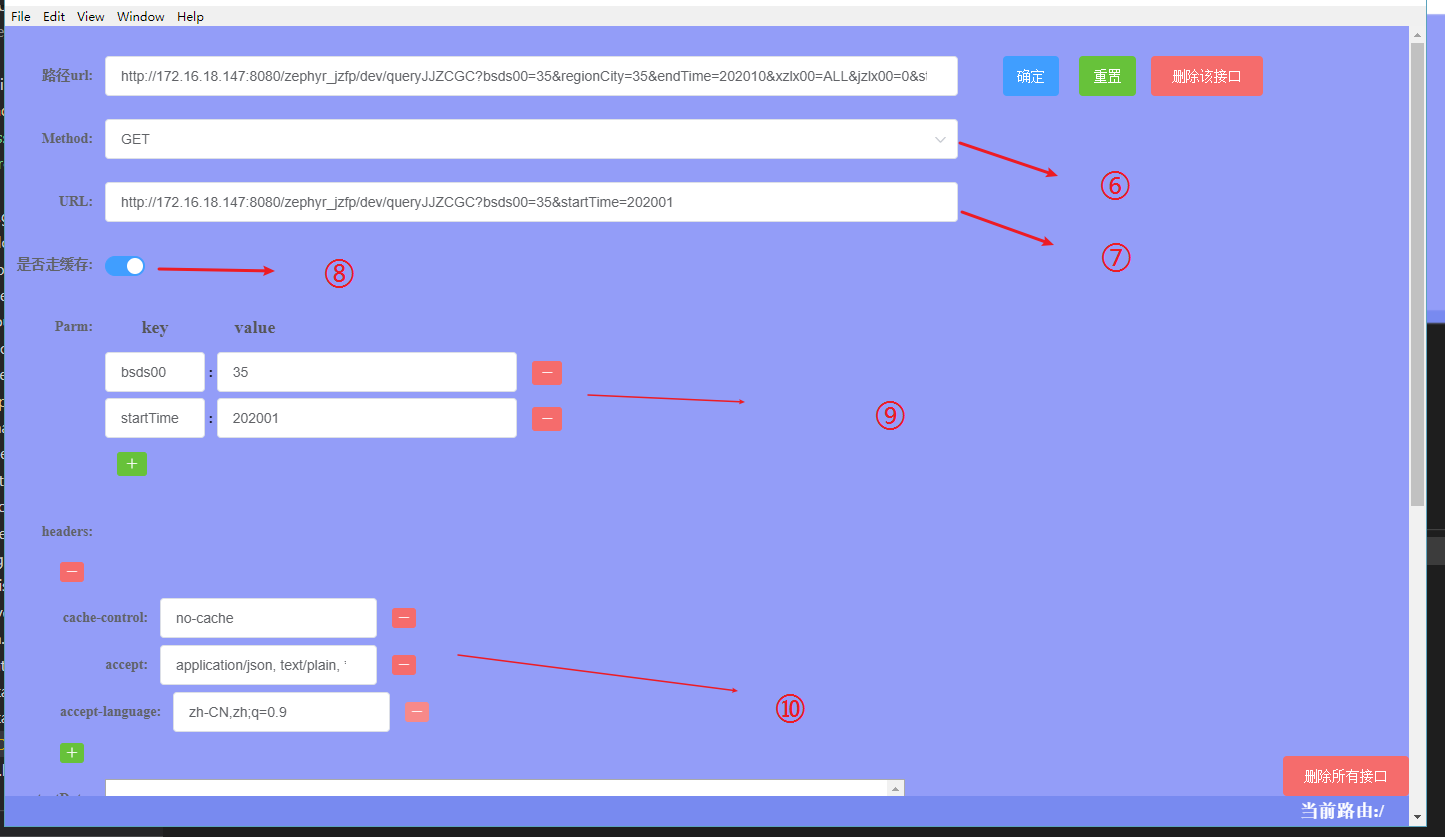 File Edit View Window Help
路径url: http://172.16.18.147:8080/zephyr_jzfp/dev/queryJJZCGC?bsds00=35&regionCity=35&endTime=202010&xzlx00=ALL&jzlx00=0&st 确定 重置 删除该接口
Method: GET
⑥
URL: http://172.16.18.147:8080/zephyr_jzfp/dev/queryJJZCGC?bsds00=35&startTime=202001
⑦
是否走缓存:
⑧
Parm: key value
bsds00 : 35
startTime : 202001
⑨
headers:
cache-control: no-cache
accept: application/json, text/plain, *
accept-language: zh-CN,zh;q=0.9
⑩
删除所有接口
当前路由:/